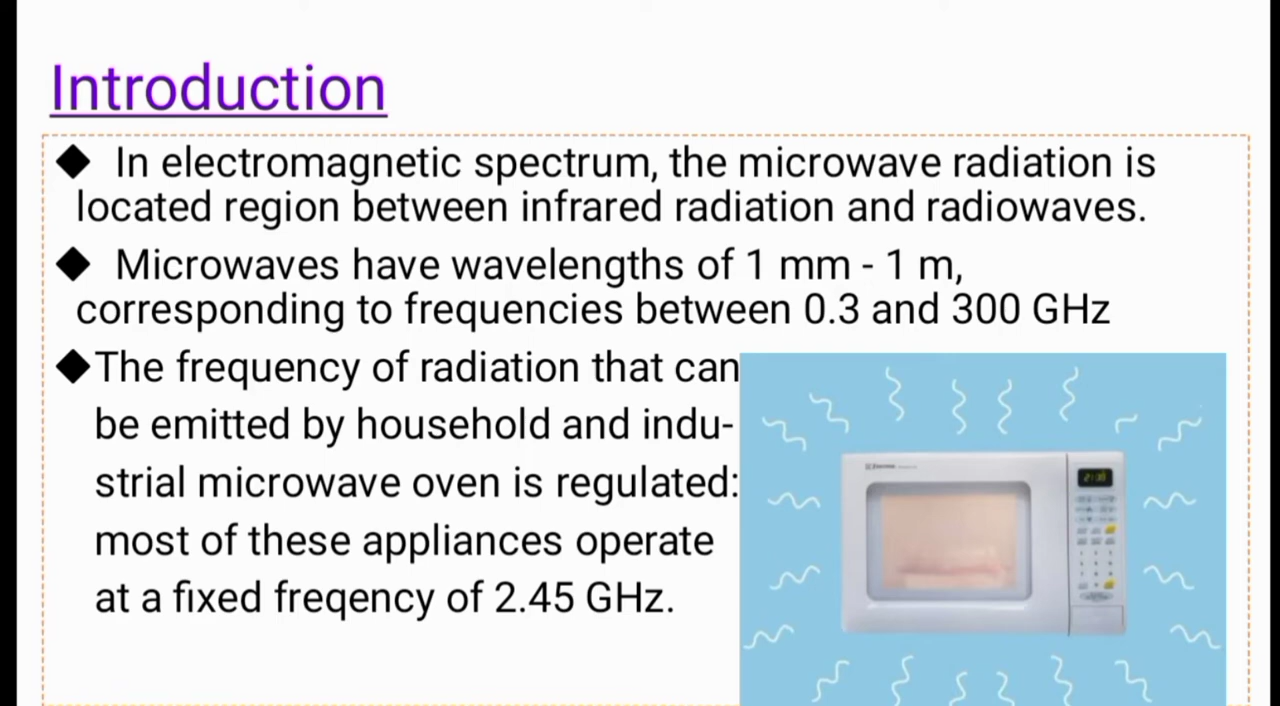 Introduction
◆ In electromagnetic spectrum, the microwave radiation is
located region between infrared radiation and radiowaves.
◆ Microwaves have wavelengths of 1 mm - 1 m,
corresponding to frequencies between 0.3 and 300 GHz
◆The frequency of radiation that can
be emitted by household and indu-
strial microwave oven is regulated:
most of these appliances operate
at a fixed freqency of 2.45 GHz.